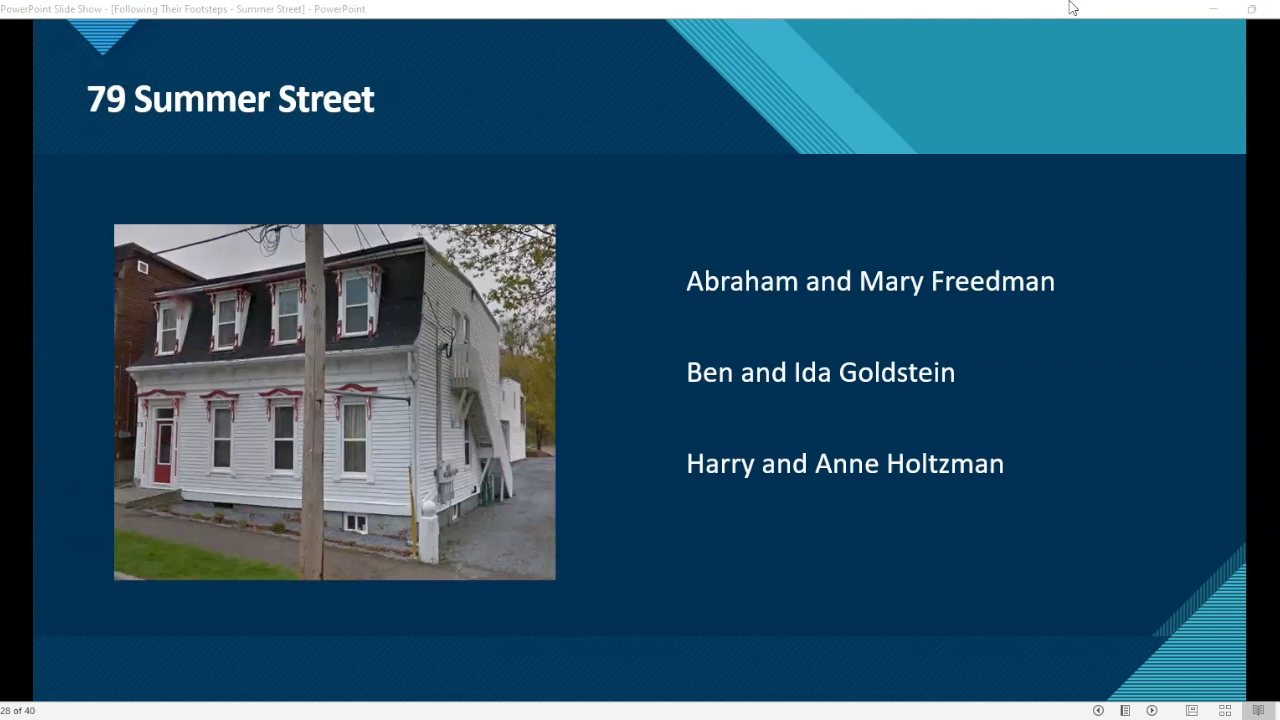 PowerPoint Slide Show - [Following Their Footsteps - Summer Street] - PowerPoint
79 Summer Street
Abraham and Mary Freedman
Ben and Ida Goldstein
Harry and Anne Holtzman
28 of 40